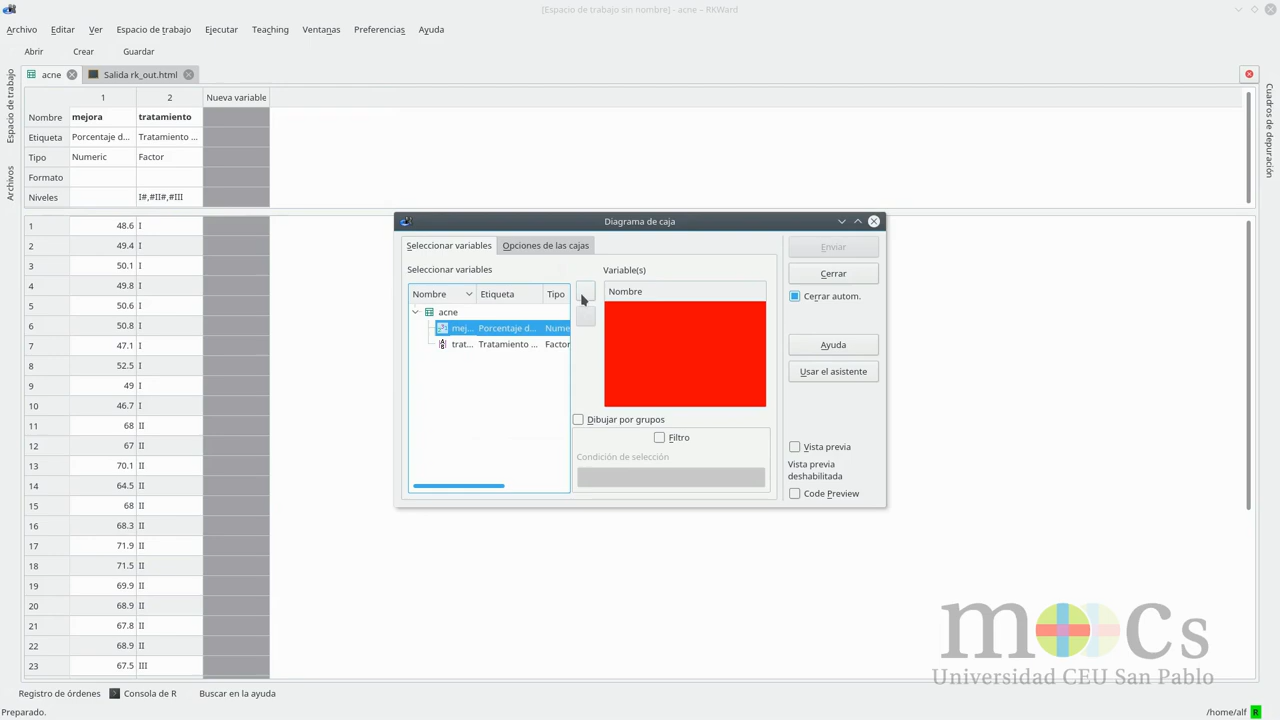 [Espacio de trabajo sin nombre] - acne – RKWard
Archivo Editar Ver Espacio de trabajo Ejecutar Teaching Ventanas Preferencias Ayuda
Abrir Crear Guardar
acne Salida rk_out.html
Espacio de trabajo
Archivos
Cuadros de depuración
1 2 Nueva variable
Nombre mejora tratamiento
Etiqueta Porcentaje d... Tratamiento ...
Tipo Numeric Factor
Formato
Niveles I#,#II#,#III
1 48.6 I
2 49.4 I
3 50.1 I
4 49.8 I
5 50.6 I
6 50.8 I
7 47.1 I
8 52.5 I
9 49 I
10 46.7 I
11 68 II
12 67 II
13 70.1 II
14 64.5 II
15 68 II
16 68.3 II
17 71.9 II
18 71.5 II
19 69.9 II
20 68.9 II
21 67.8 II
22 68.9 II
23 67.5 III
Diagrama de caja
Seleccionar variables Opciones de las cajas
Seleccionar variables
Nombre Etiqueta Tipo
acne
mej... Porcentaje d... Nume
trat... Tratamiento ... Factor
Variable(s)
Nombre
Dibujar por grupos
Filtro
Condición de selección
Enviar
Cerrar
Cerrar autom.
Ayuda
Usar el asistente
Vista previa
Vista previa
deshabilitada
Code Preview
moocs
Universidad CEU San Pablo
Registro de órdenes Consola de R Buscar en la ayuda
Preparado. /home/alf R